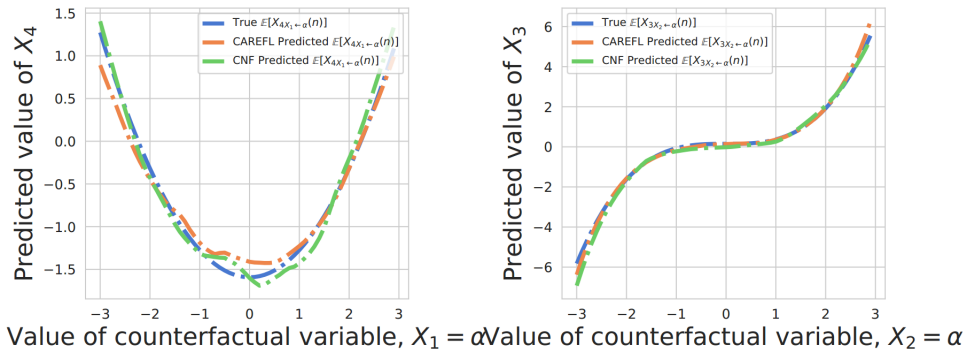 True 𝔼[X₄X₁←α(n)]
CAREFL Predicted 𝔼[X₄X₁←α(n)]
CNF Predicted 𝔼[X₄X₁←α(n)]
Predicted value of X₄
1.5
1.0
0.5
0.0
−0.5
−1.0
−1.5
−3 −2 −1 0 1 2 3
Value of counterfactual variable, X₁ = α
True 𝔼[X₃X₂←α(n)]
CAREFL Predicted 𝔼[X₃X₂←α(n)]
CNF Predicted 𝔼[X₃X₂←α(n)]
Predicted value of X₃
6
4
2
0
−2
−4
−6
−3 −2 −1 0 1 2 3
Value of counterfactual variable, X₂ = α